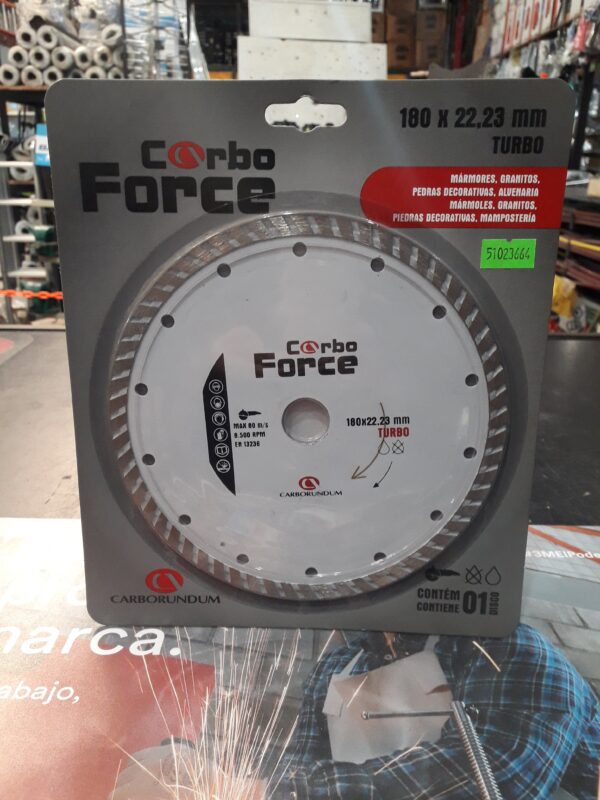 180 x 22,23 mm
TURBO
Carbo
Force
MÁRMORES, GRANITOS,
PEDRAS DECORATIVAS, ALVENARIA
MÁRMOLES, GRANITOS,
PIEDRAS DECORATIVAS, MAMPOSTERÍA
51023664
Carbo
Force
MAX 80 m/s
8.500 RPM
EN 13236
180x22.23 mm
TURBO
CARBORUNDUM
CARBORUNDUM
CONTÉM
CONTIENE 01 DISCO
marca.
abajo,